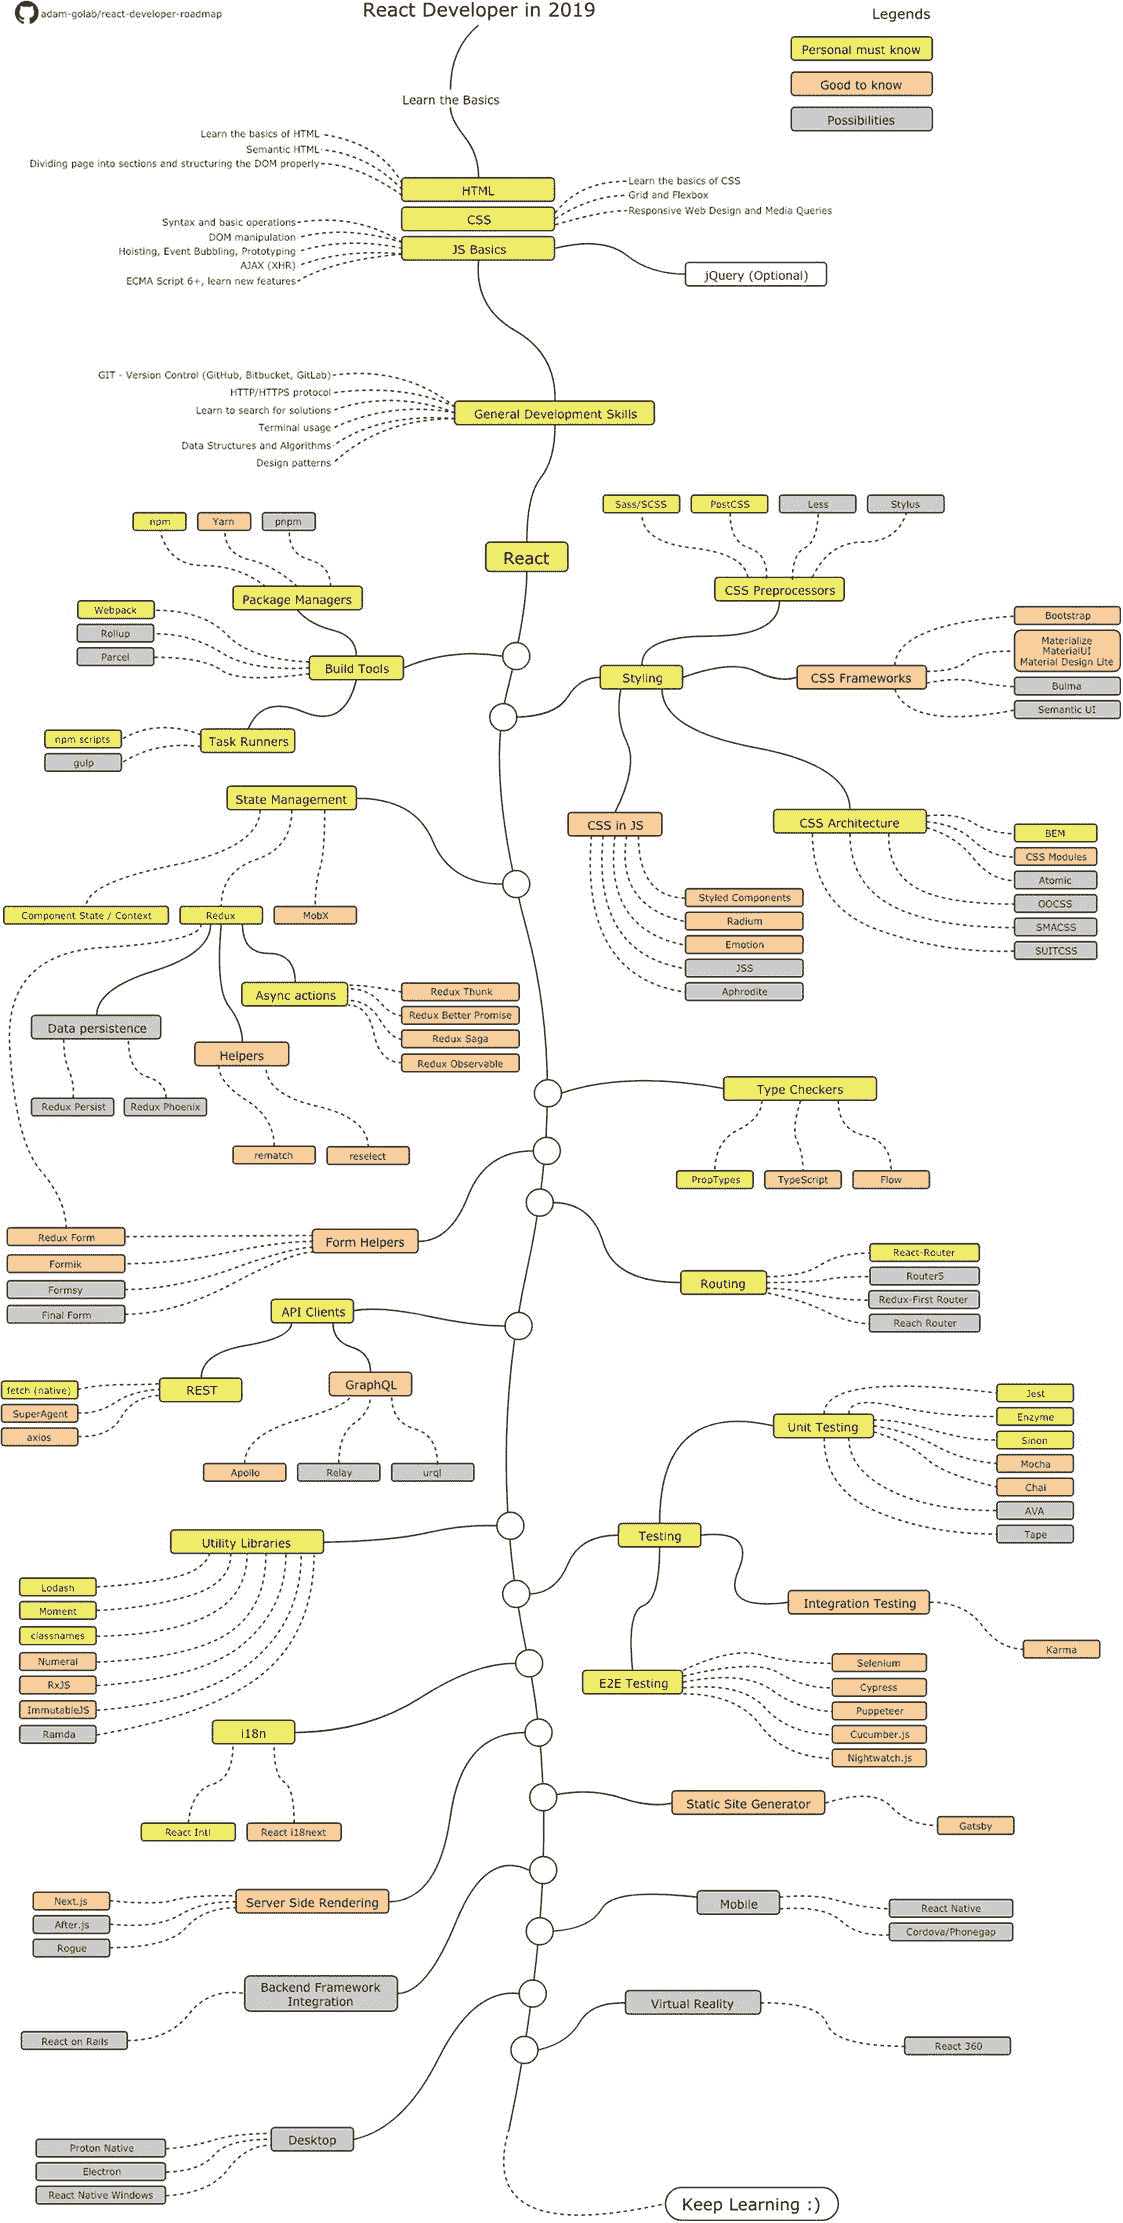 adam-golab/react-developer-roadmap
React Developer in 2019
Legends
Personal must know
Good to know
Possibilities
Learn the Basics
Learn the basics of HTML
Semantic HTML
Dividing page into sections and structuring the DOM properly
HTML
Learn the basics of CSS
Grid and Flexbox
Responsive Web Design and Media Queries
CSS
Syntax and basic operations
DOM manipulation
Hoisting, Event Bubbling, Prototyping
AJAX (XHR)
ECMA Script 6+, learn new features
JS Basics
jQuery (Optional)
GIT - Version Control (GitHub, Bitbucket, GitLab)
HTTP/HTTPS protocol
Learn to search for solutions
Terminal usage
Data Structures and Algorithms
Design patterns
General Development Skills
React
npm
Yarn
pnpm
Package Managers
Webpack
Rollup
Parcel
Build Tools
npm scripts
gulp
Task Runners
Sass/SCSS
PostCSS
Less
Stylus
CSS Preprocessors
Styling
CSS Frameworks
Bootstrap
Materialize
MaterialUI
Material Design Lite
Bulma
Semantic UI
CSS in JS
Styled Components
Radium
Emotion
JSS
Aphrodite
CSS Architecture
BEM
CSS Modules
Atomic
OOCSS
SMACSS
SUITCSS
State Management
Component State / Context
Redux
MobX
Async actions
Redux Thunk
Redux Better Promise
Redux Saga
Redux Observable
Data persistence
Redux Persist
Redux Phoenix
Helpers
rematch
reselect
Type Checkers
PropTypes
TypeScript
Flow
Form Helpers
Redux Form
Formik
Formsy
Final Form
Routing
React-Router
Router5
Redux-First Router
Reach Router
API Clients
REST
fetch (native)
SuperAgent
axios
GraphQL
Apollo
Relay
urql
Utility Libraries
Lodash
Moment
classnames
Numeral
RxJS
ImmutableJS
Ramda
Testing
Unit Testing
Jest
Enzyme
Sinon
Mocha
Chai
AVA
Tape
Integration Testing
Karma
E2E Testing
Selenium
Cypress
Puppeteer
Cucumber.js
Nightwatch.js
i18n
React Intl
React i18next
Static Site Generator
Gatsby
Server Side Rendering
Next.js
After.js
Rogue
Mobile
React Native
Cordova/Phonegap
Backend Framework
Integration
React on Rails
Virtual Reality
React 360
Desktop
Proton Native
Electron
React Native Windows
Keep Learning :)